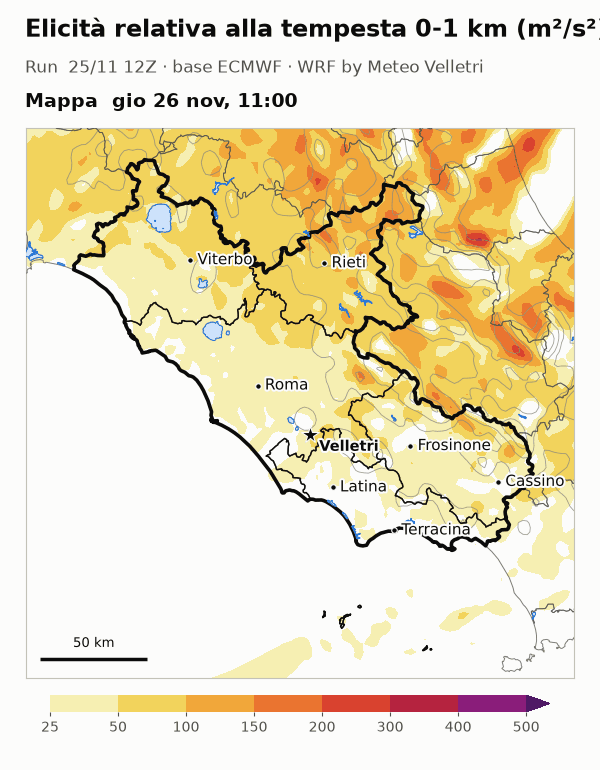 Elicità relativa alla tempesta 0-1 km (m²/s²)
Run  25/11 12Z · base ECMWF · WRF by Meteo Velletri
Mappa  gio 26 nov, 11:00
Viterbo
Rieti
Roma
Velletri
Frosinone
Cassino
Latina
Terracina
50 km
25 50 100 150 200 300 400 500